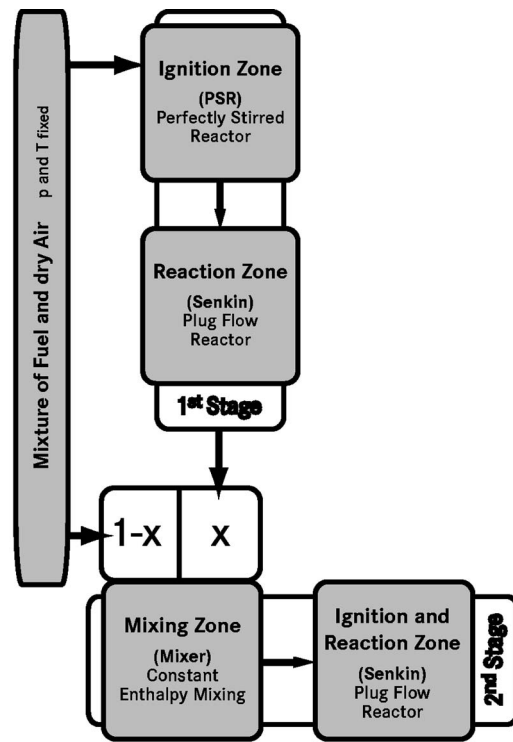 Mixture of Fuel and dry Air p and T fixed
Ignition Zone
(PSR)
Perfectly Stirred
Reactor
Reaction Zone
(Senkin)
Plug Flow
Reactor
1st Stage
1-x
x
Mixing Zone
(Mixer)
Constant
Enthalpy Mixing
Ignition and
Reaction Zone
(Senkin)
Plug Flow
Reactor
2nd Stage